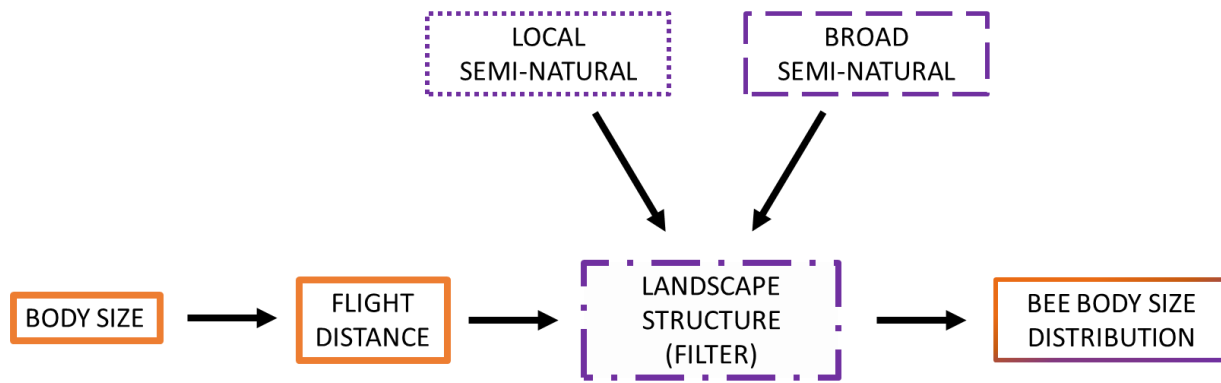 LOCAL
SEMI-NATURAL
BROAD
SEMI-NATURAL
BODY SIZE
FLIGHT
DISTANCE
LANDSCAPE
STRUCTURE
(FILTER)
BEE BODY SIZE
DISTRIBUTION